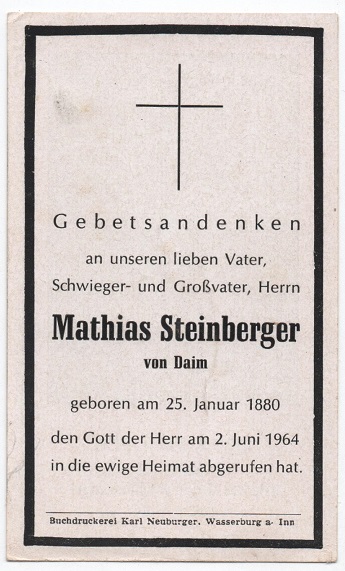 Gebetsandenken
an unseren lieben Vater,
Schwieger- und Großvater, Herrn
Mathias Steinberger
von Daim
geboren am 25. Januar 1880
den Gott der Herr am 2. Juni 1964
in die ewige Heimat abgerufen hat.
Buchdruckerei Karl Neuburger, Wasserburg a. Inn